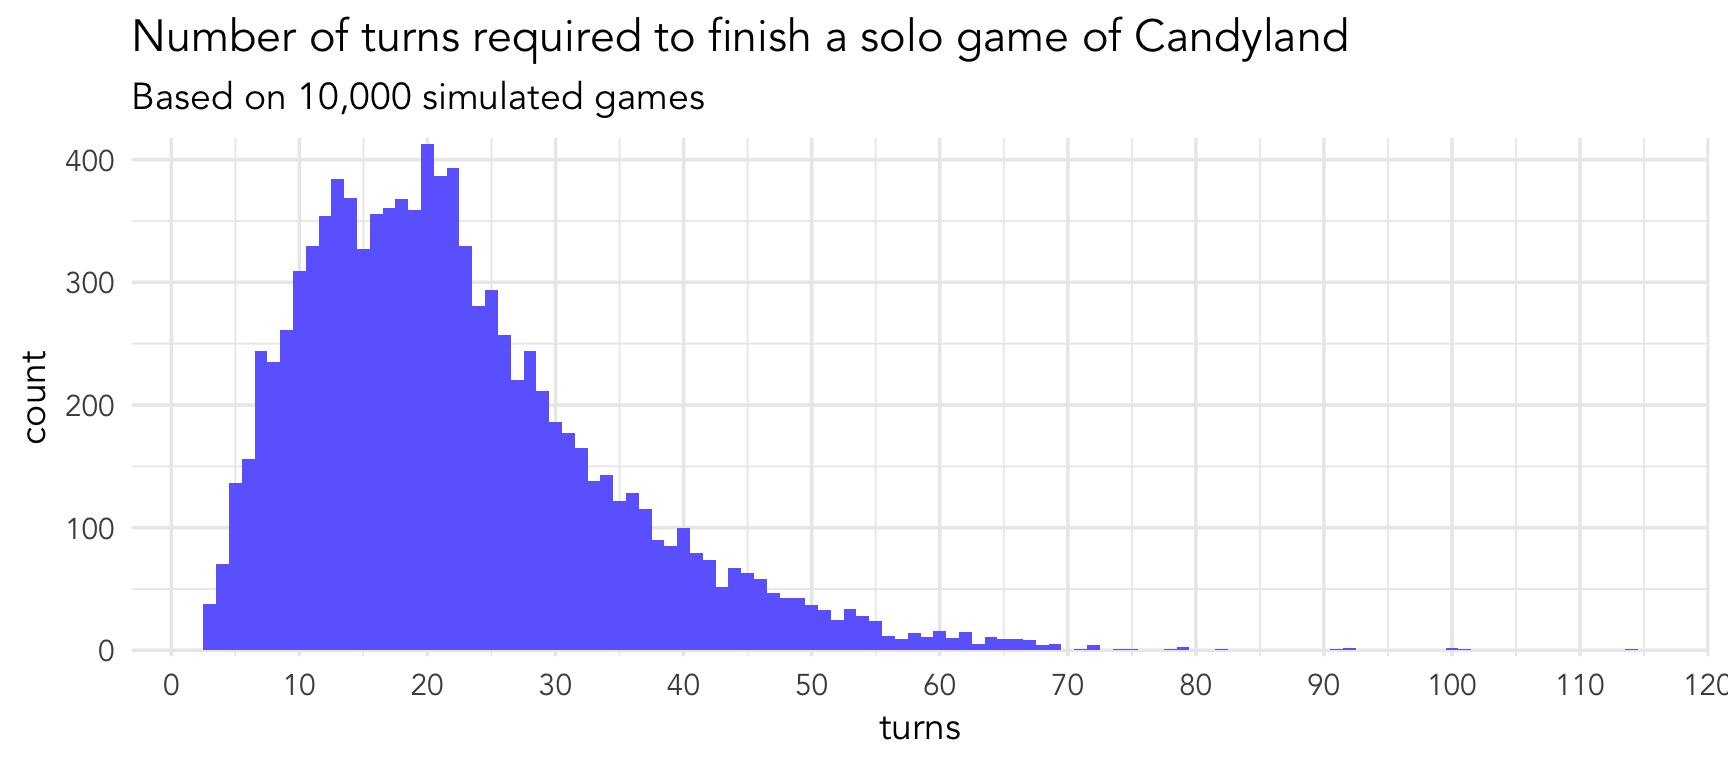 Number of turns required to finish a solo game of Candyland
Based on 10,000 simulated games
400
300
200
100
0
count
0 10 20 30 40 50 60 70 80 90 100 110 120
turns